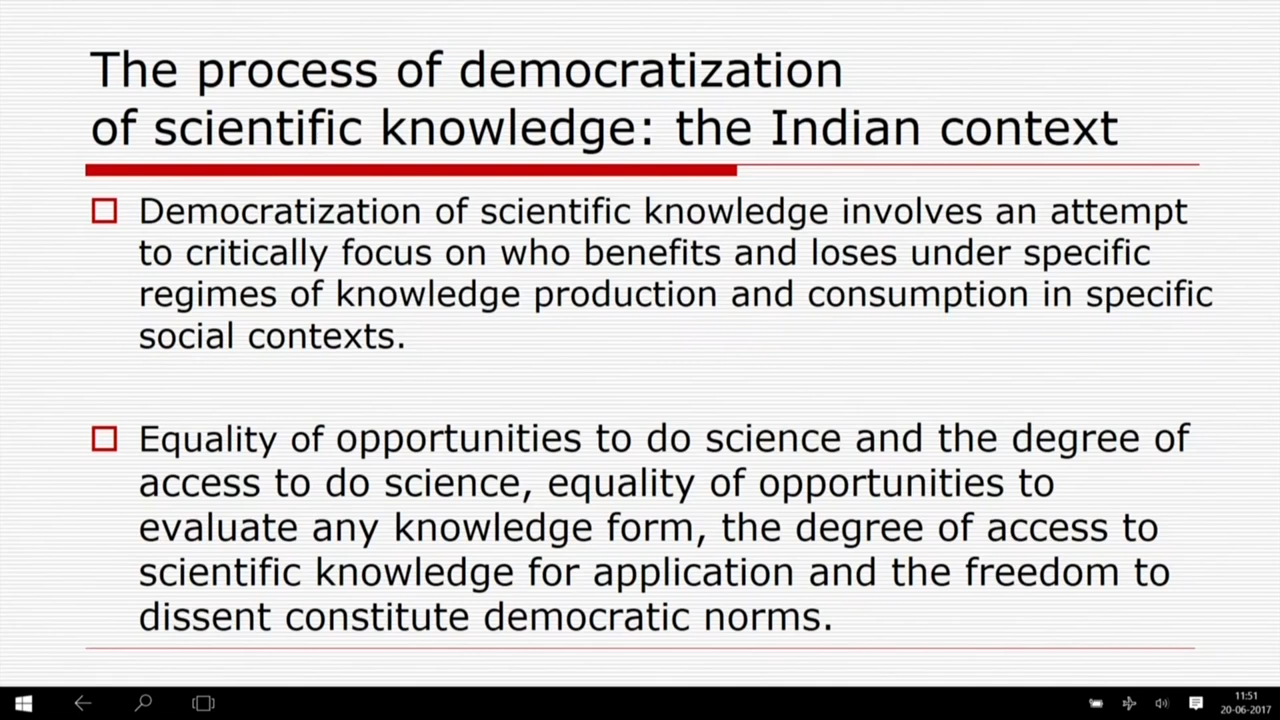 The process of democratization
of scientific knowledge: the Indian context
Democratization of scientific knowledge involves an attempt
to critically focus on who benefits and loses under specific
regimes of knowledge production and consumption in specific
social contexts.
Equality of opportunities to do science and the degree of
access to do science, equality of opportunities to
evaluate any knowledge form, the degree of access to
scientific knowledge for application and the freedom to
dissent constitute democratic norms.
11:51
20-06-2017